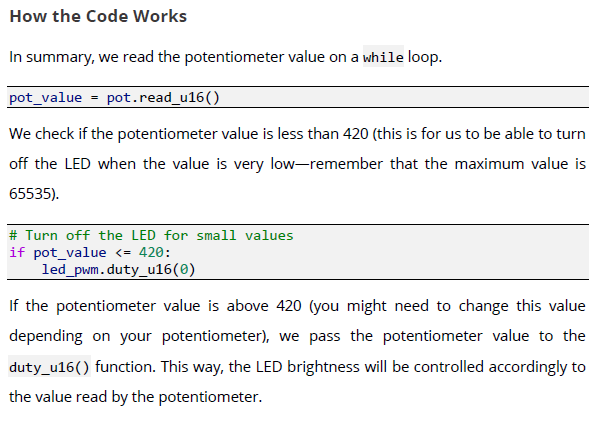 How the Code Works
In summary, we read the potentiometer value on a while loop.
pot_value = pot.read_u16()
We check if the potentiometer value is less than 420 (this is for us to be able to turn
off the LED when the value is very low—remember that the maximum value is
65535).
# Turn off the LED for small values
if pot_value <= 420:
    led_pwm.duty_u16(0)
If the potentiometer value is above 420 (you might need to change this value
depending on your potentiometer), we pass the potentiometer value to the
duty_u16() function. This way, the LED brightness will be controlled accordingly to
the value read by the potentiometer.